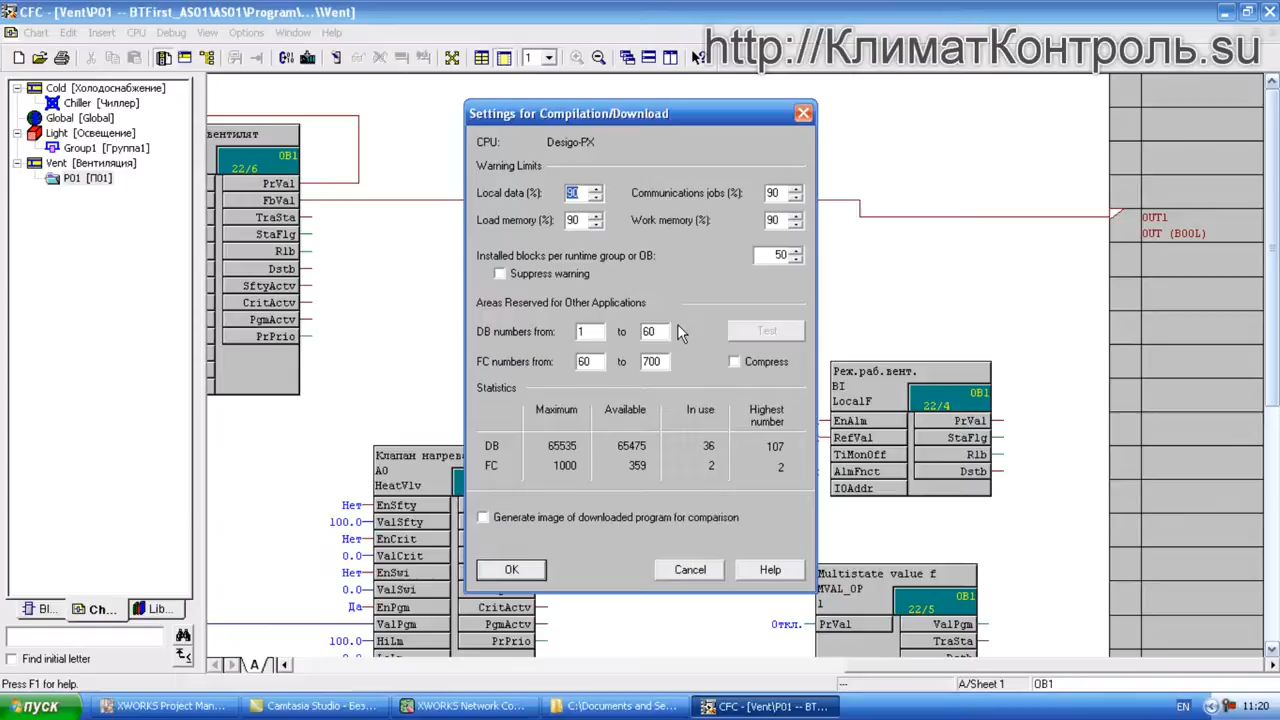 CFC - [Vent\P01 -- BTFirst_AS01\AS01\Program\...\\Vent]
Chart Edit Insert CPU Debug View Options Window Help
1
http://КлиматКонтроль.su
Cold [Холодоснабжение]
Chiller [Чиллер]
Global [Global]
Light [Освещение]
Group1 [Группа1]
Vent [Вентиляция]
P01 [П01]
вентилят
OB1
22/6
PrVal
FbVal
TraSta
StaFlg
Rlb
Dstb
SftyActv
CritActv
PgmActv
PrPrio
Settings for Compilation/Download
CPU: Desigo-PX
Warning Limits
Local data (%): 90 Communications jobs (%): 90
Load memory (%): 90 Work memory (%): 90
Installed blocks per runtime group or OB: 50
Suppress warning
Areas Reserved for Other Applications
DB numbers from: 1 to 60 Test
FC numbers from: 60 to 700 Compress
Statistics
Maximum Available In use Highest number
DB 65535 65475 36 107
FC 1000 359 2 2
Generate image of downloaded program for comparison
OK Cancel Help
OUT1
OUT (BOOL)
Реж.раб.вент.
BI
LocalF
OB1
22/4
EnAlm PrVal
RefVal StaFlg
TiMonOff Rlb
AlmFnct Dstb
IOAddr
Клапан нагрева
AO
HeatVlv
Нет EnSfty
100.0 ValSfty
Нет EnCrit
0.0 ValCrit
Нет EnSwi
0.0 ValSwi
Да EnPgm CritActv
ValPgm PgmActv
100.0 HiLm PrPrio
Multistate value f
MVAL_OP
1
OB1
22/5
Откл. PrVal ValPgm
TraSta
Bl... Ch... Lib...
Find initial letter
A
Press F1 for help.
---
A/Sheet 1
OB1
пуск
XWORKS Project Man...
Camtasia Studio - Без...
XWORKS Network Co...
C:\Documents and Se...
CFC - [Vent\P01 -- BT...
EN
11:20